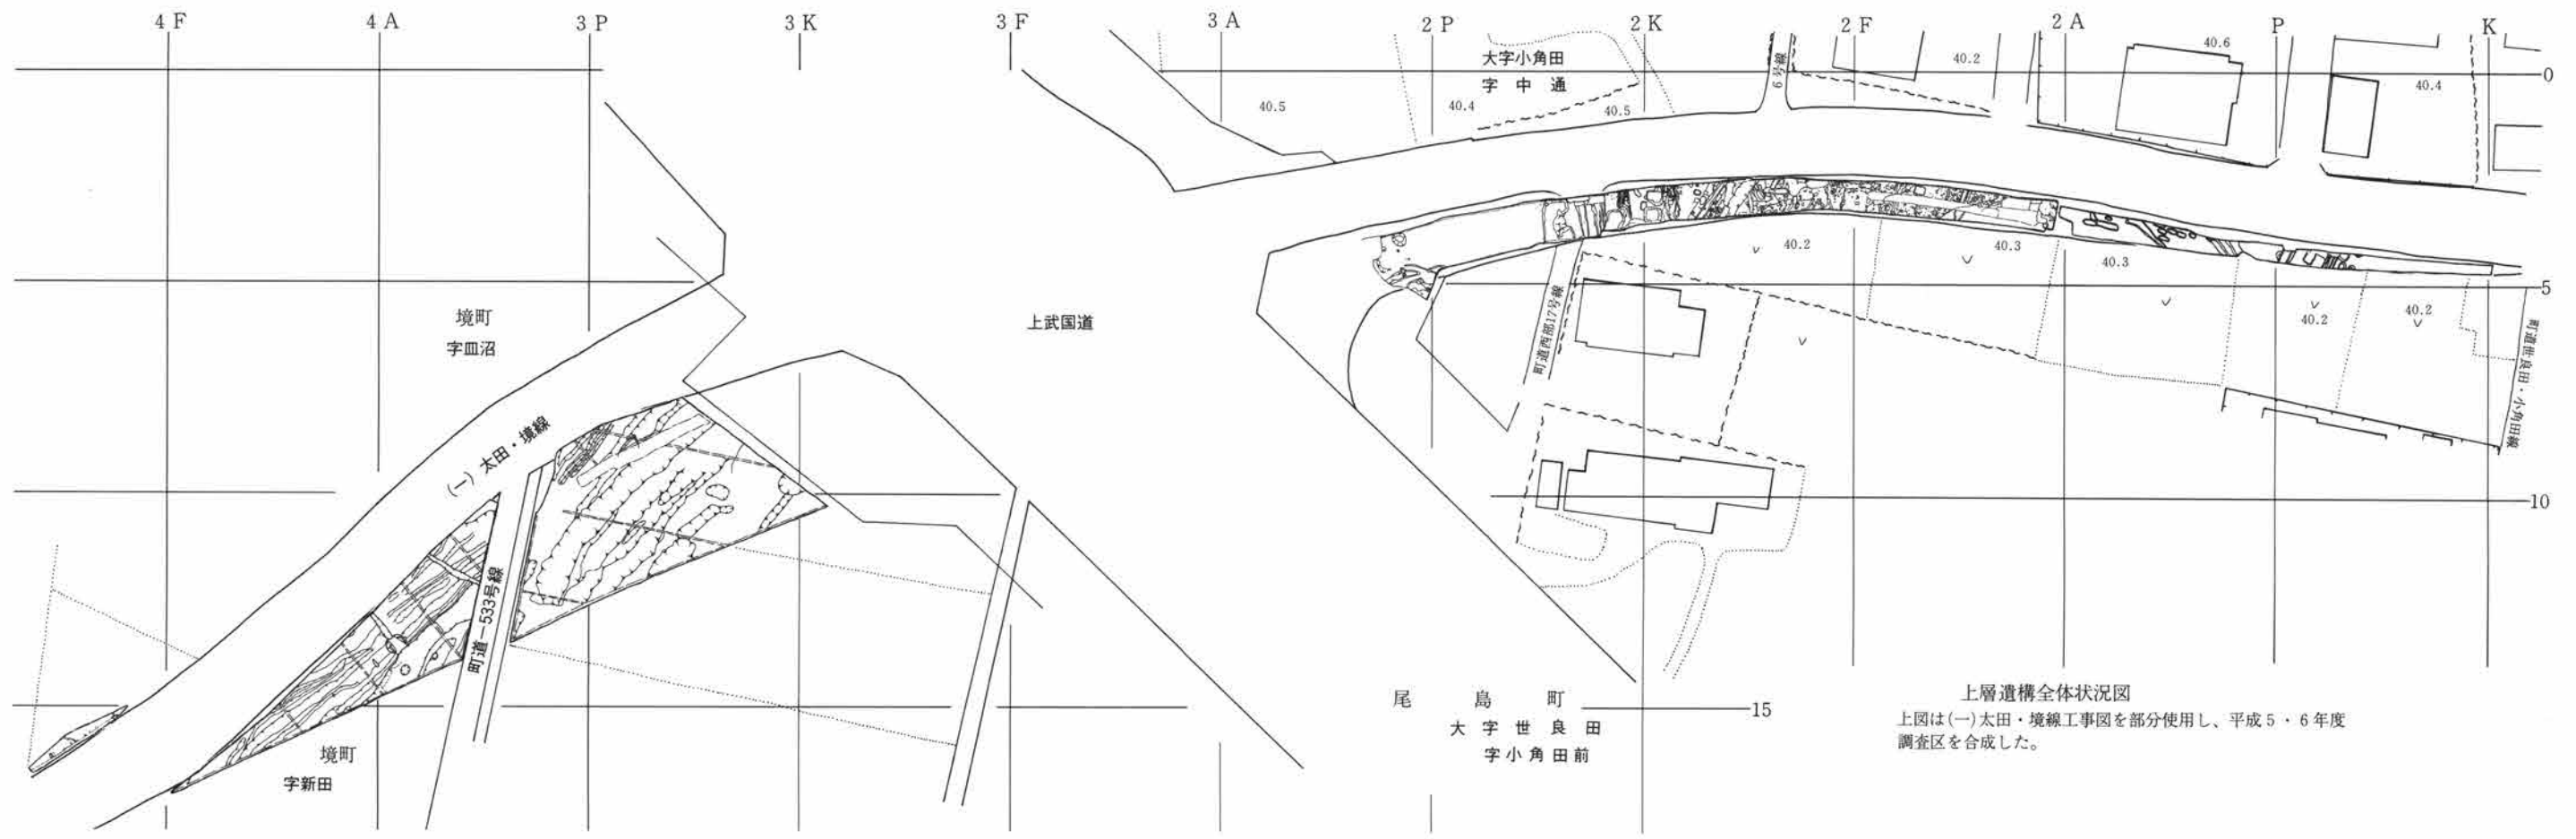 4F 4A 3P 3K 3F 3A 2P 2K 2F 2A P K
40.6
大字小角田
字中通
6号線
40.2
0
40.5
40.4
40.5
40.4
40.2
40.3
40.3
5
境町
字皿沼
上武国道
町道西部17号線
40.2
40.2
町道世良田・小角田線
(一)太田・境線
10
町道-533号線
尾島町
15
大字世良田
字小角田前
境町
字新田
上層遺構全体状況図
上図は(一)太田・境線工事図を部分使用し、平成5・6年度
調査区を合成した。